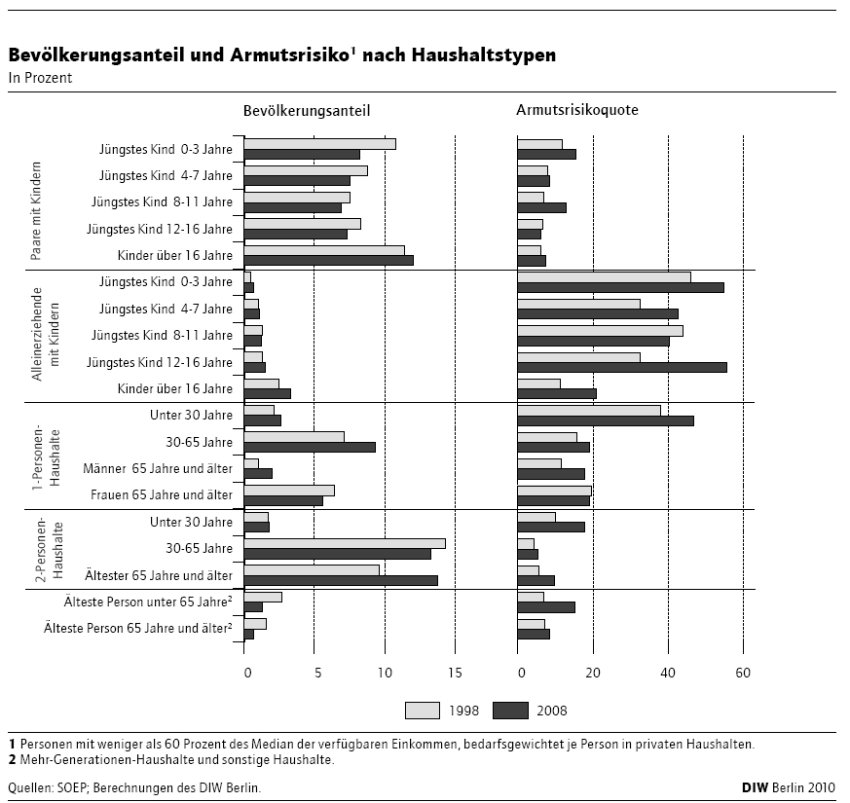 Bevölkerungsanteil und Armutsrisiko¹ nach Haushaltstypen
In Prozent
Bevölkerungsanteil
Armutsrisikoquote
Paare mit Kindern
Jüngstes Kind 0-3 Jahre
Jüngstes Kind 4-7 Jahre
Jüngstes Kind 8-11 Jahre
Jüngstes Kind 12-16 Jahre
Kinder über 16 Jahre
Alleinerziehende
mit Kindern
Jüngstes Kind 0-3 Jahre
Jüngstes Kind 4-7 Jahre
Jüngstes Kind 8-11 Jahre
Jüngstes Kind 12-16 Jahre
Kinder über 16 Jahre
1-Personen-
Haushalte
Unter 30 Jahre
30-65 Jahre
Männer 65 Jahre und älter
Frauen 65 Jahre und älter
2-Personen-
Haushalte
Unter 30 Jahre
30-65 Jahre
Ältester 65 Jahre und älter
Älteste Person unter 65 Jahre²
Älteste Person 65 Jahre und älter²
0 5 10 15
0 20 40 60
1998 2008
1 Personen mit weniger als 60 Prozent des Median der verfügbaren Einkommen, bedarfsgewichtet je Person in privaten Haushalten.
2 Mehr-Generationen-Haushalte und sonstige Haushalte.
Quellen: SOEP; Berechnungen des DIW Berlin.
DIW Berlin 2010